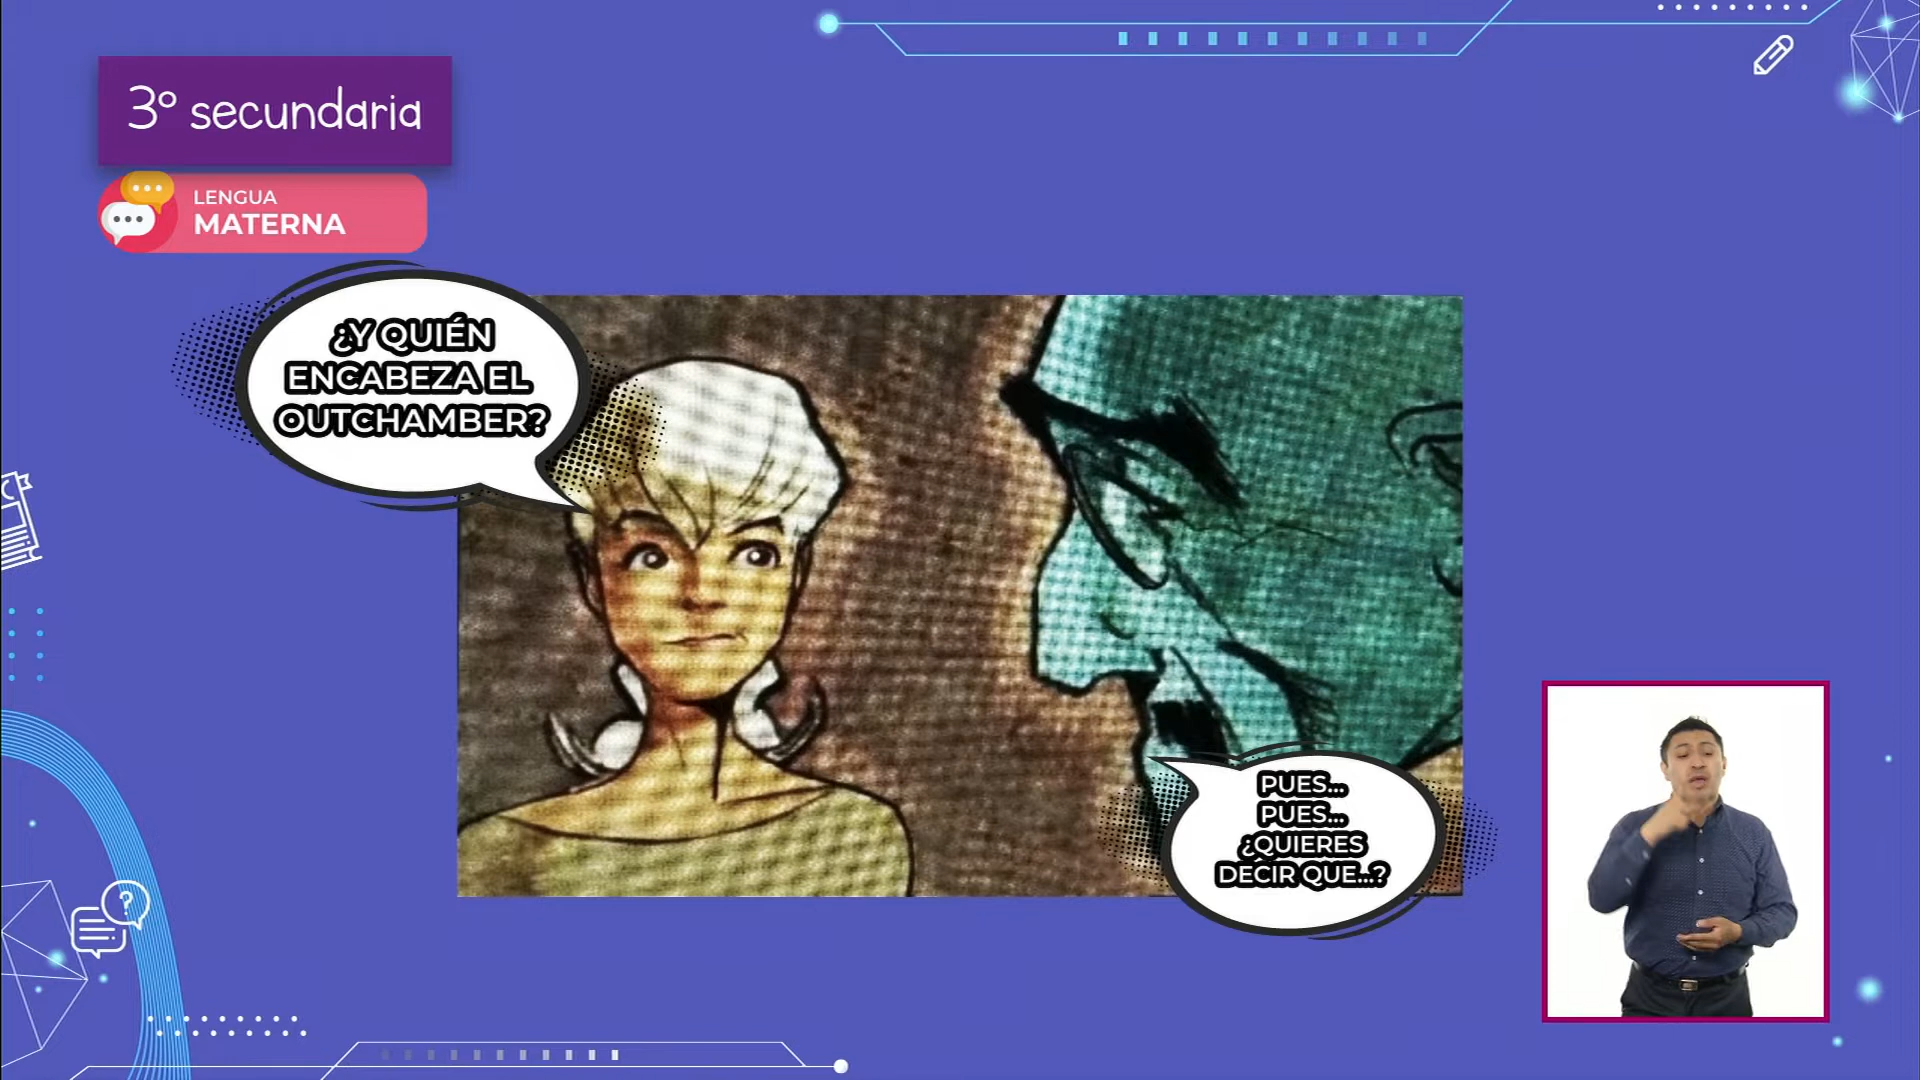 3° secundaria
LENGUA
MATERNA
¿Y QUIÉN
ENCABEZA EL
OUTCHAMBER?
PUES...
PUES...
¿QUIERES
DECIR QUE...?